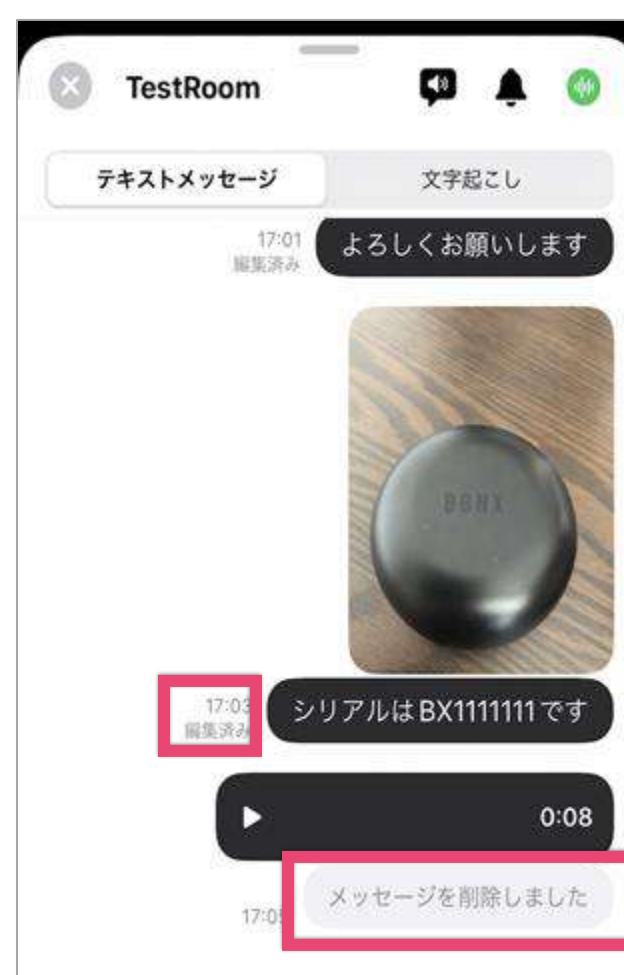 TestRoom
テキストメッセージ
文字起こし
17:01
編集済み
よろしくお願いします
17:03
編集済み
シリアルはBX1111111です
0:08
メッセージを削除しました